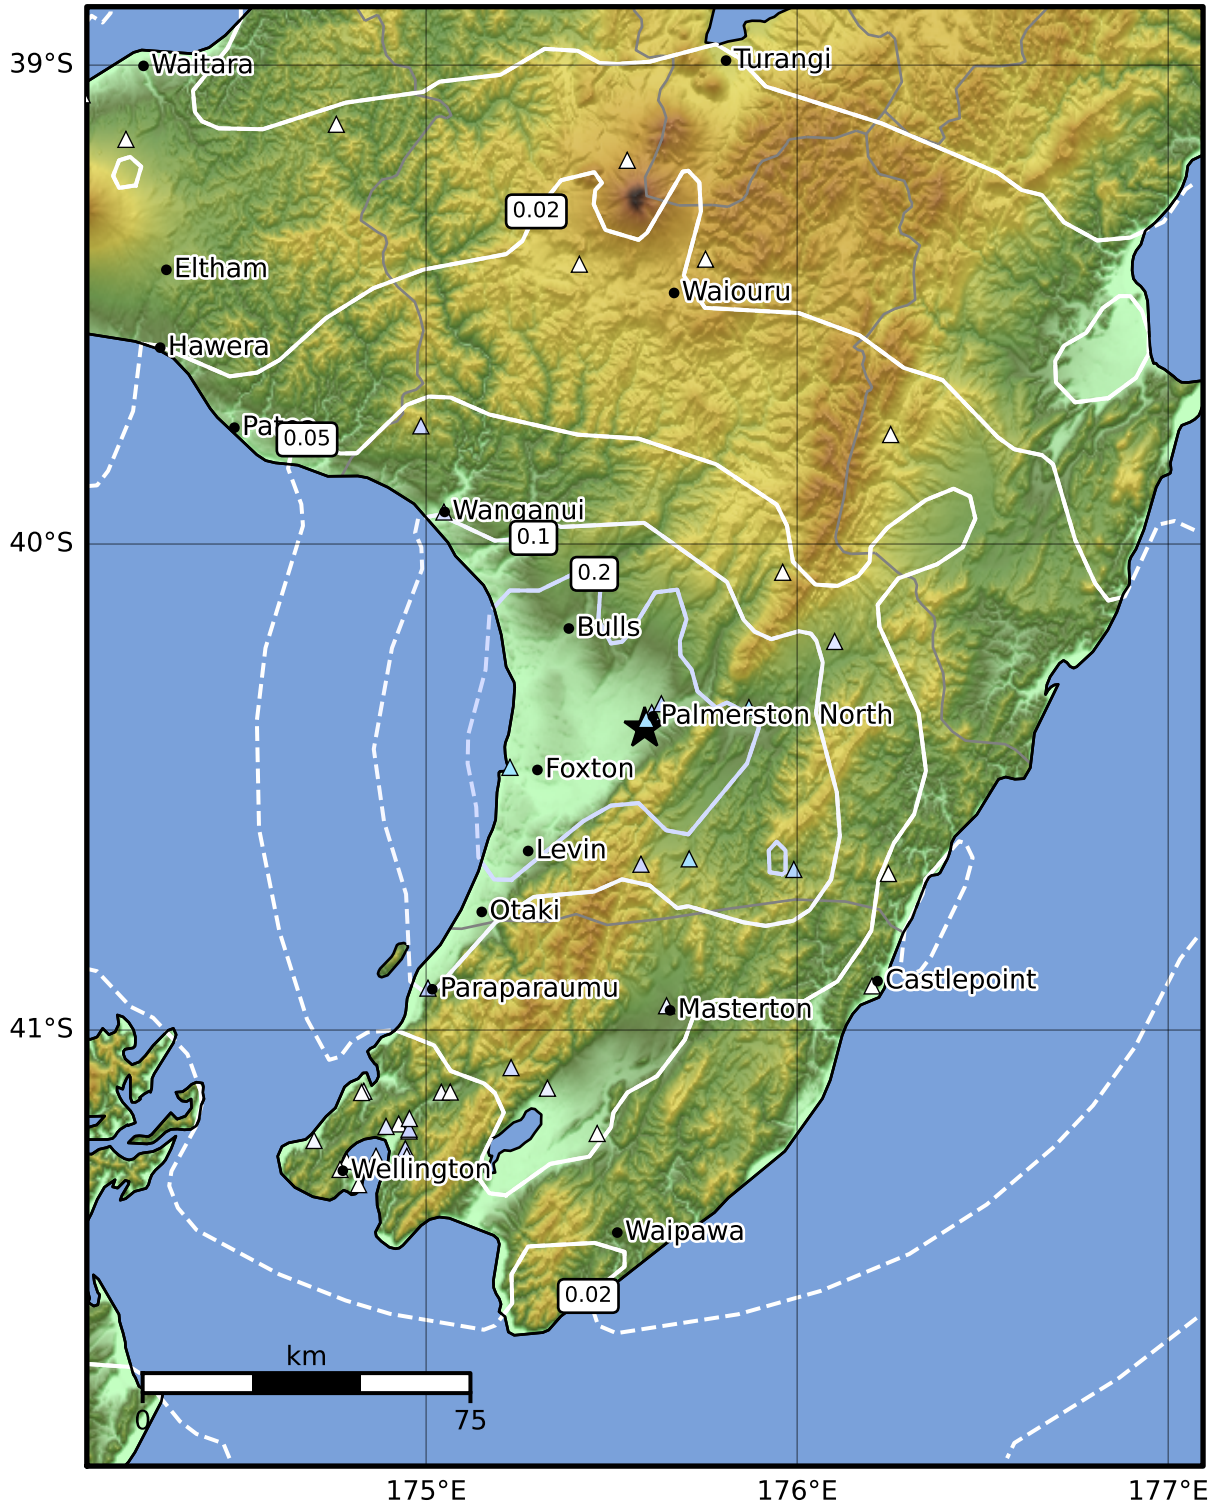 39°S
Waitara
Turangi
0.02
Eltham
Waiouru
Hawera
0.05
Wanganui
0.1
40°S
0.2
Bulls
Palmerston North
Foxton
Levin
Otaki
Castlepoint
Paraparaumu
Masterton
41°S
Wellington
Waipawa
0.02
km
0
75
175°E
176°E
177°E